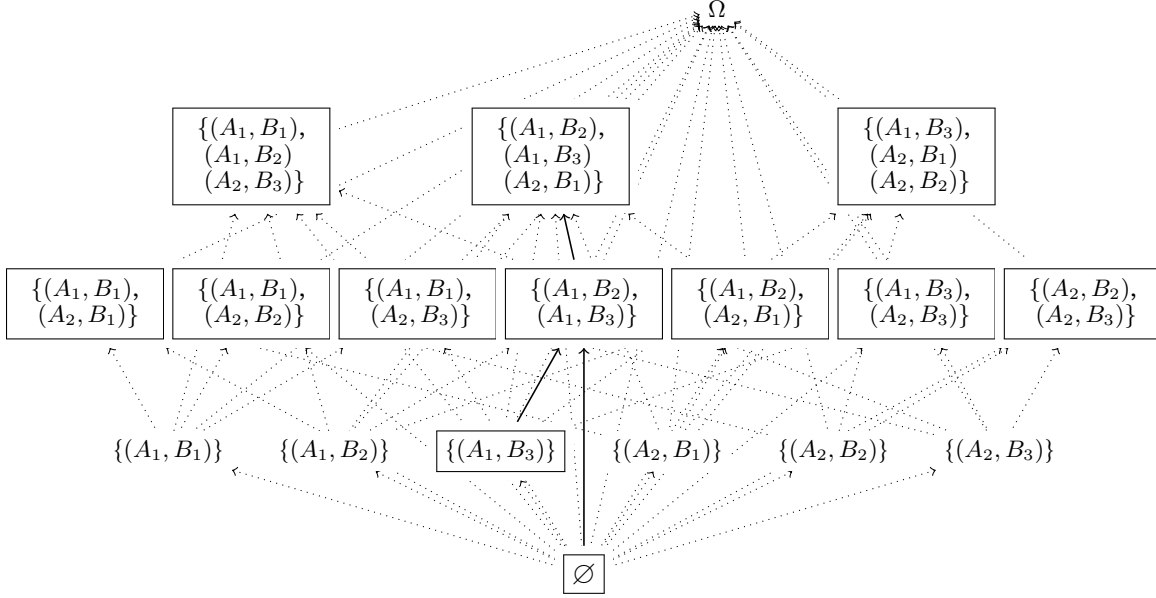 Ω
{(A₁, B₁),
(A₁, B₂)
(A₂, B₃)}
{(A₁, B₂),
(A₁, B₃)
(A₂, B₁)}
{(A₁, B₃),
(A₂, B₁)
(A₂, B₂)}
{(A₁, B₁),
(A₂, B₁)}
{(A₁, B₁),
(A₂, B₂)}
{(A₁, B₁),
(A₂, B₃)}
{(A₁, B₂),
(A₁, B₃)}
{(A₁, B₂),
(A₂, B₁)}
{(A₁, B₃),
(A₂, B₃)}
{(A₂, B₂),
(A₂, B₃)}
{(A₁, B₁)}
{(A₁, B₂)}
{(A₁, B₃)}
{(A₂, B₁)}
{(A₂, B₂)}
{(A₂, B₃)}
∅